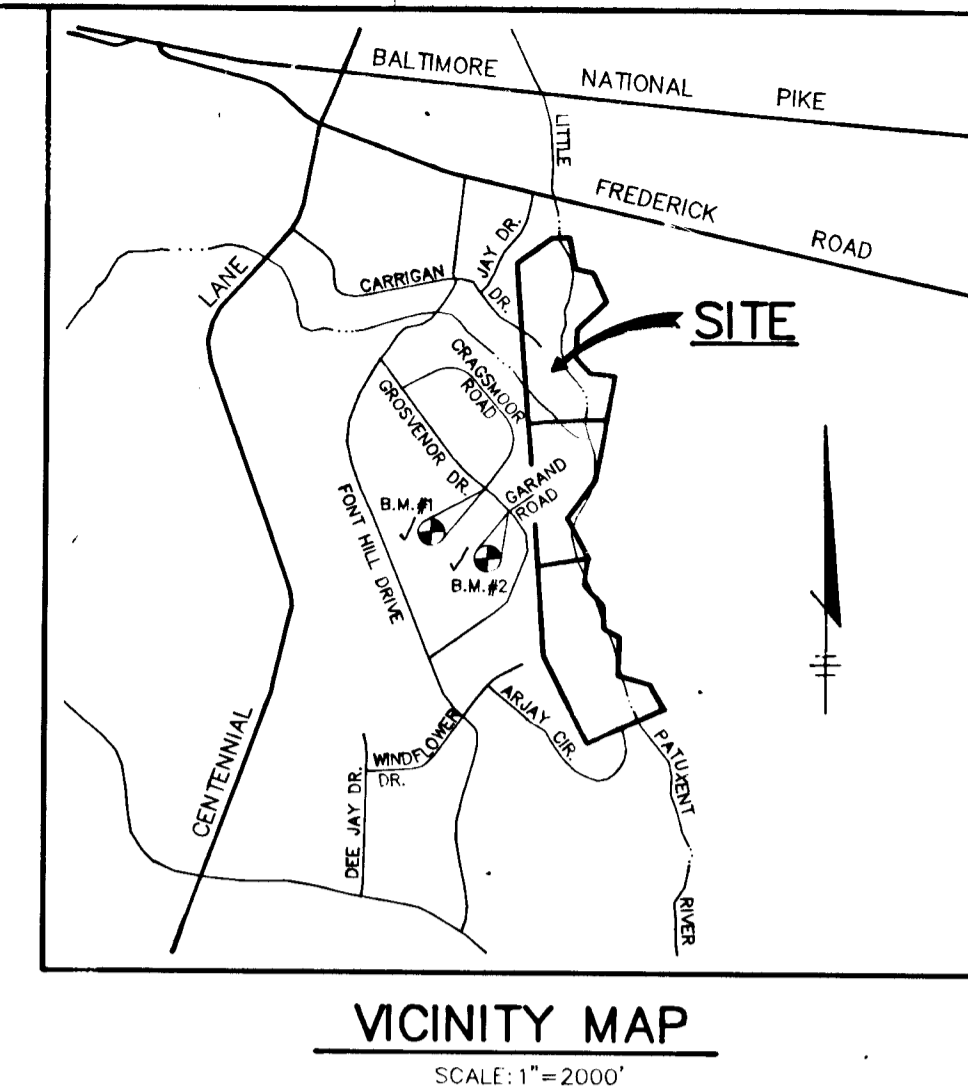 BALTIMORE NATIONAL PIKE
LITTLE
FREDERICK ROAD
JAY DR.
CARRIGAN DR.
LANE
SITE
CRAGSMOOR
ROAD
GROSVENOR DR.
GARAND
ROAD
B.M.#1
B.M.#2
FONT HILL DRIVE
ARJAY CIR.
WINDFLOWER
DR.
DEE JAY DR.
CENTENNIAL
PATUXENT
RIVER
VICINITY MAP
SCALE: 1"=2000'